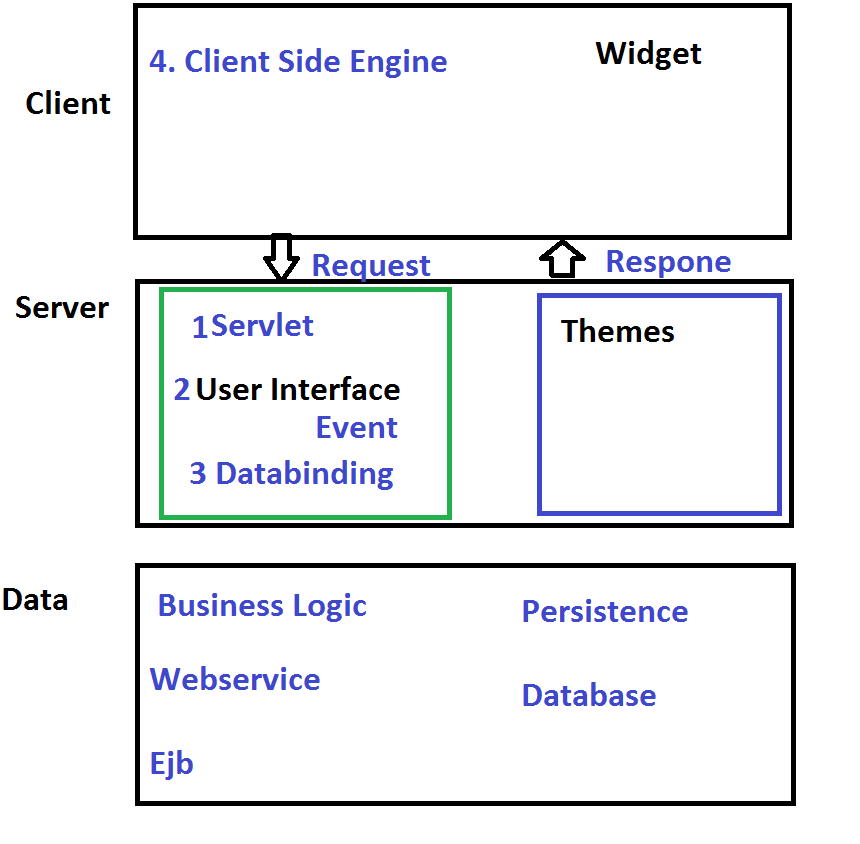 4. Client Side Engine
Widget
Client
Request
Respone
Server
1 Servlet
Themes
2 User Interface
Event
3 Databinding
Data
Business Logic
Persistence
Webservice
Database
Ejb